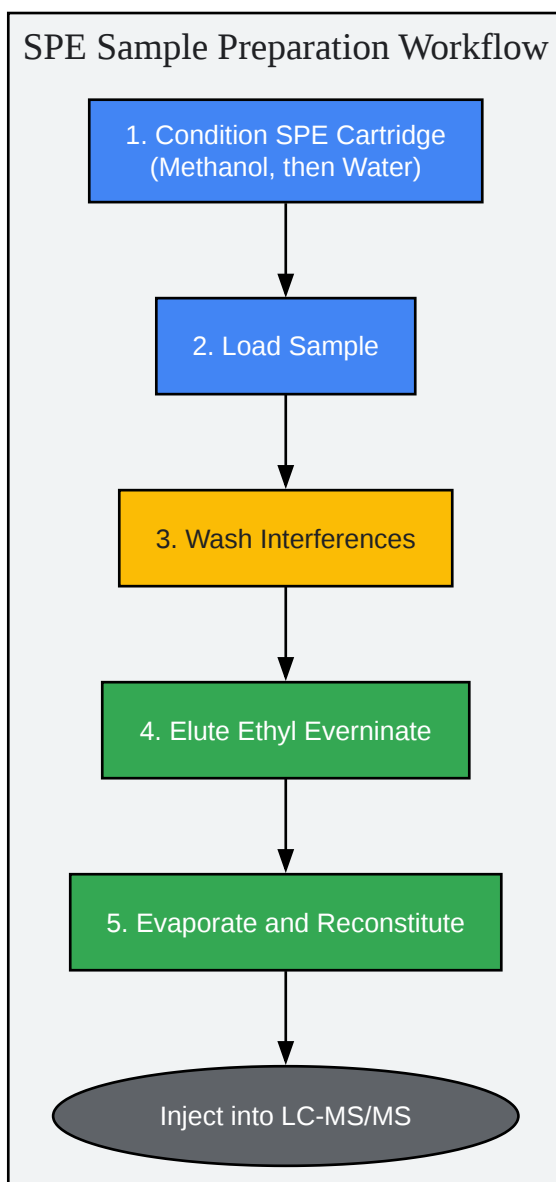 SPE Sample Preparation Workflow
1. Condition SPE Cartridge
(Methanol, then Water)
2. Load Sample
3. Wash Interferences
4. Elute Ethyl Everninate
5. Evaporate and Reconstitute
Inject into LC-MS/MS